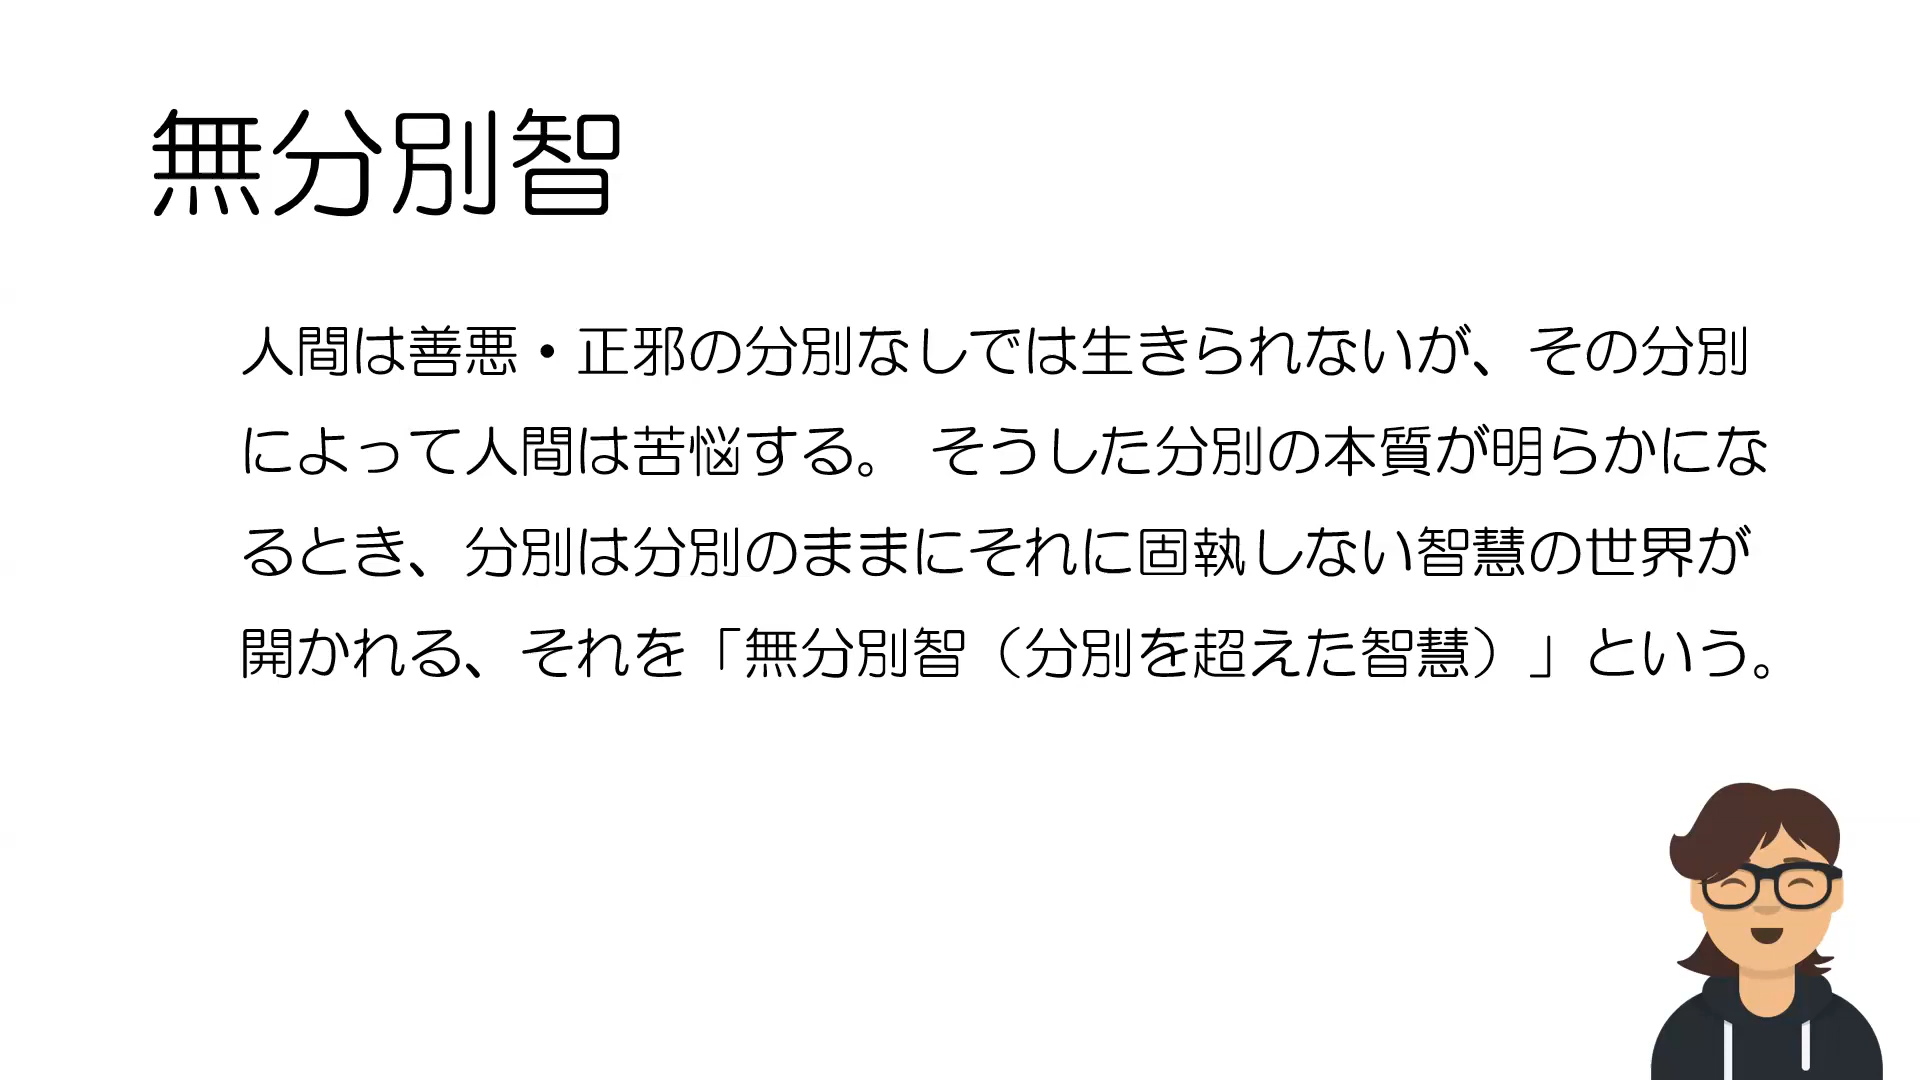 無分別智
人間は善悪・正邪の分別なしでは生きられないが、その分別
によって人間は苦悩する。 そうした分別の本質が明らかにな
るとき、分別は分別のままにそれに固執しない智慧の世界が
開かれる、それを「無分別智（分別を超えた智慧）」という。